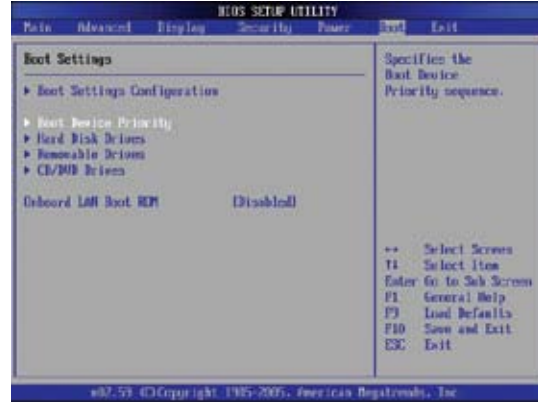 BIOS SETUP UTILITY
Main Advanced Display Security Power Boot Exit
Boot Settings
Boot Settings Configuration
Boot Device Priority
Hard Disk Drives
Removable Drives
CD/DVD Drives
Onboard LAN Boot ROM [Disabled]
Specifies the
Boot Device
Priority sequence.
↔ Select Screen
↑↓ Select Item
Enter Go to Sub Screen
F1 General Help
F9 Load Defaults
F10 Save and Exit
ESC Exit
v02.59 (C)Copyright 1985-2005, American Megatrends, Inc